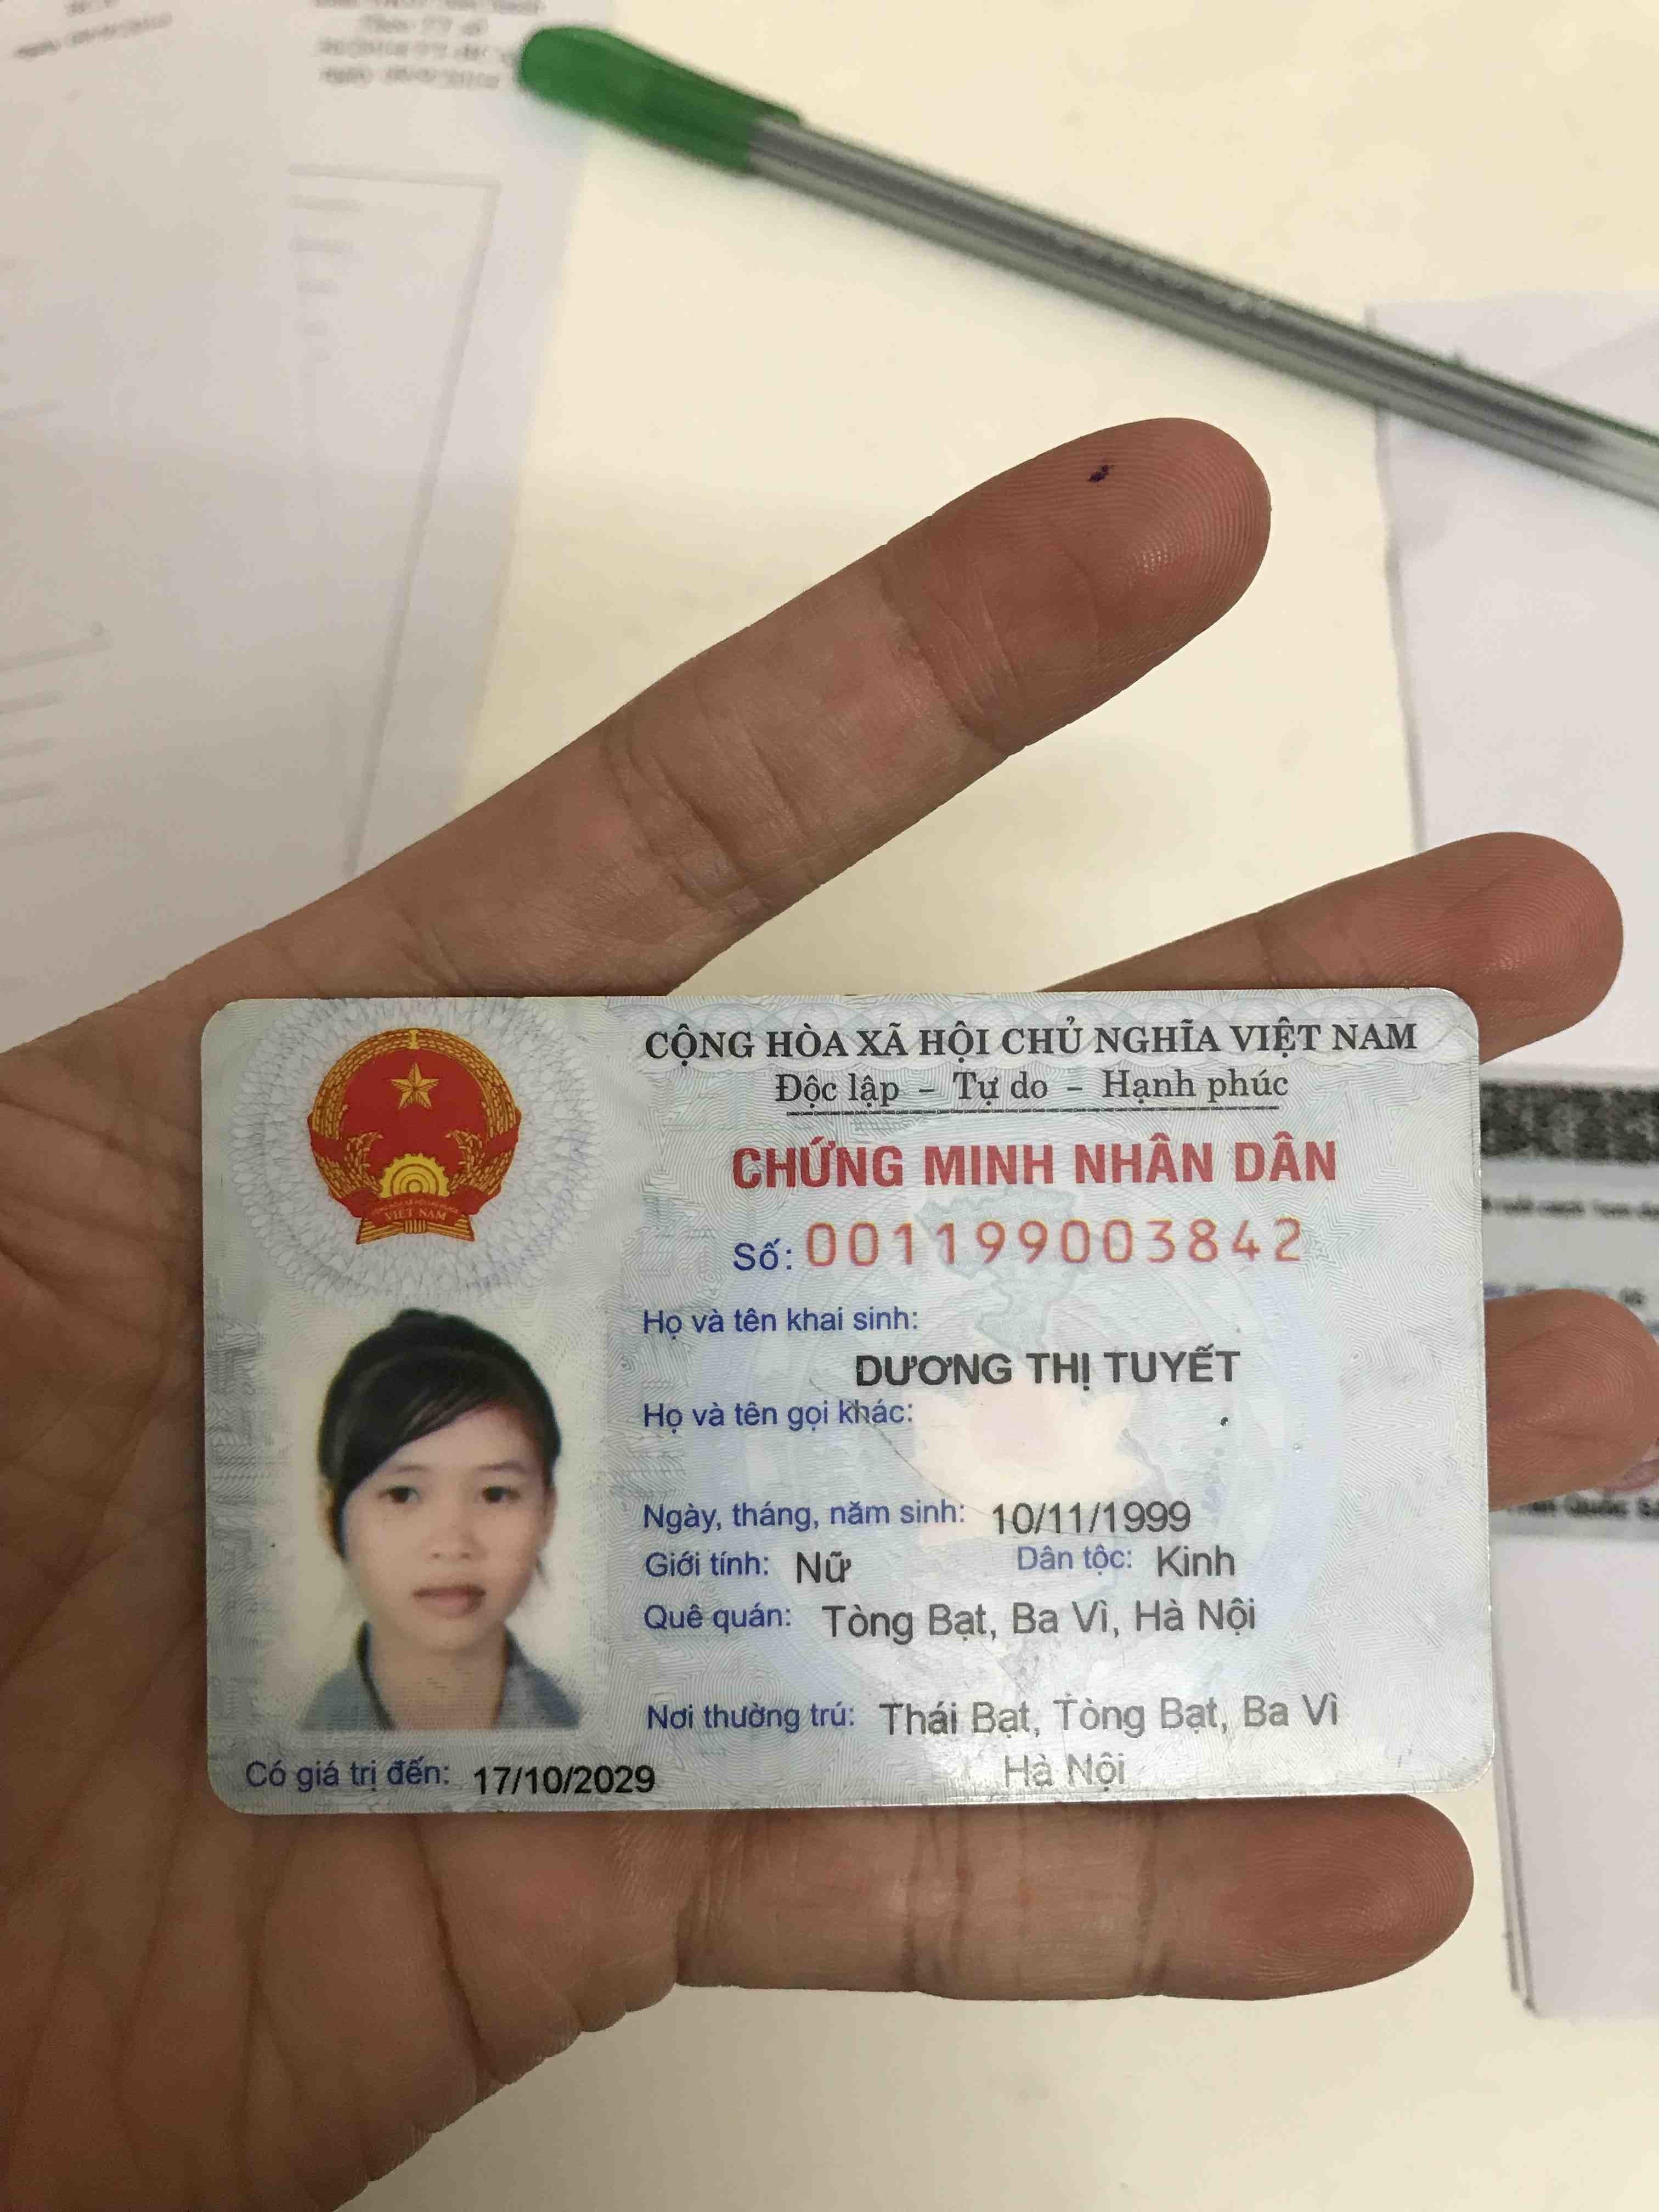 CỘNG HÒA XÃ HỘI CHỦ NGHĨA VIỆT NAM
Độc lập – Tự do – Hạnh phúc
CHỨNG MINH NHÂN DÂN
Số: 001199003842
Họ và tên khai sinh:
DƯƠNG THỊ TUYẾT
Họ và tên gọi khác:
Ngày, tháng, năm sinh: 10/11/1999
Giới tính: Nữ Dân tộc: Kinh
Quê quán: Tòng Bạt, Ba Vì, Hà Nội
Nơi thường trú: Thái Bạt, Tòng Bạt, Ba Vì
Hà Nội
Có giá trị đến: 17/10/2029
VIỆT NAM